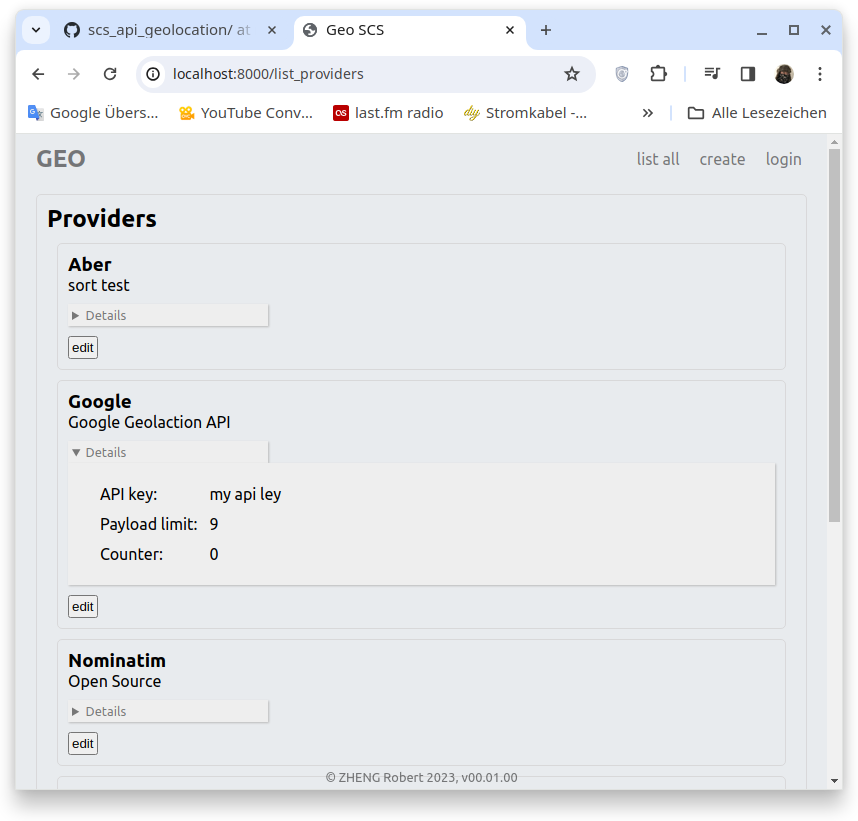 scs_api_geolocation/ at
Geo SCS
localhost:8000/list_providers
Google Übers...
YouTube Conv...
last.fm radio
Stromkabel -...
Alle Lesezeichen
GEO
list all
create
login
Providers
Aber
sort test
Details
edit
Google
Google Geolaction API
Details
API key: my api ley
Payload limit: 9
Counter: 0
edit
Nominatim
Open Source
Details
edit
© ZHENG Robert 2023, v00.01.00